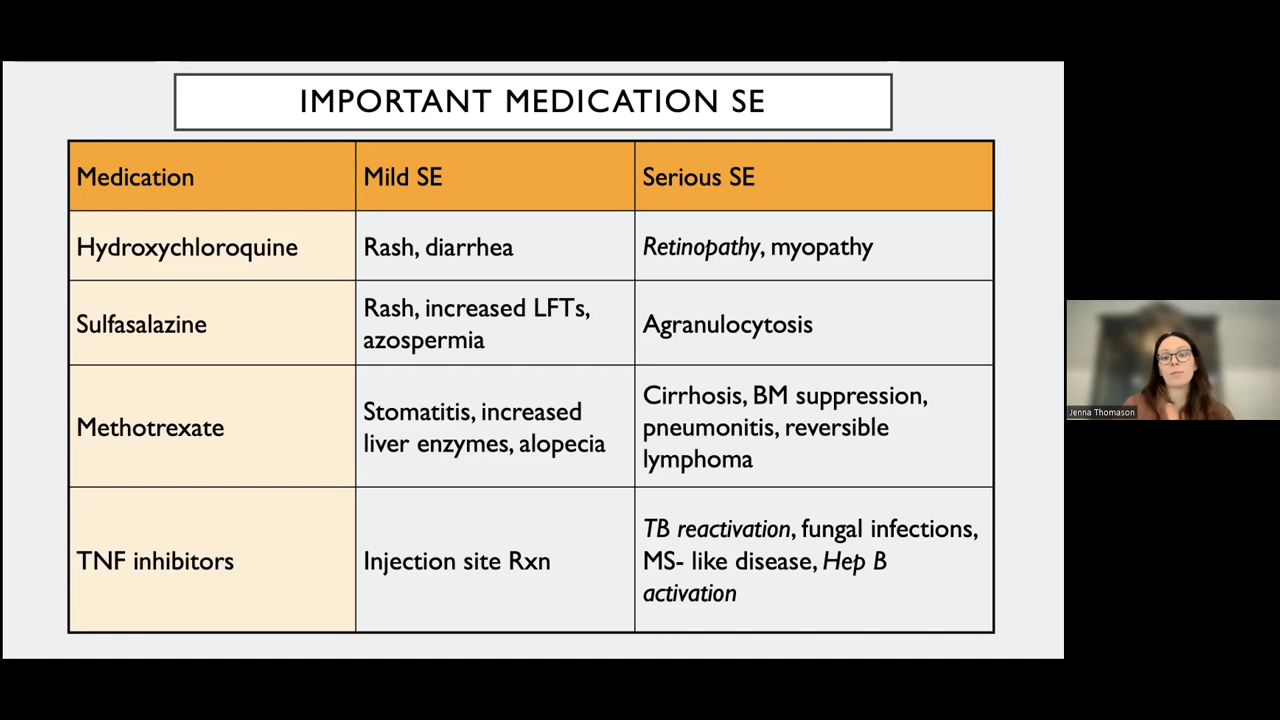 IMPORTANT MEDICATION SE
Medication
Mild SE
Serious SE
Hydroxychloroquine
Rash, diarrhea
Retinopathy, myopathy
Sulfasalazine
Rash, increased LFTs,
azospermia
Agranulocytosis
Methotrexate
Stomatitis, increased
liver enzymes, alopecia
Cirrhosis, BM suppression,
pneumonitis, reversible
lymphoma
TNF inhibitors
Injection site Rxn
TB reactivation, fungal infections,
MS- like disease, Hep B
activation
Jenna Thomason